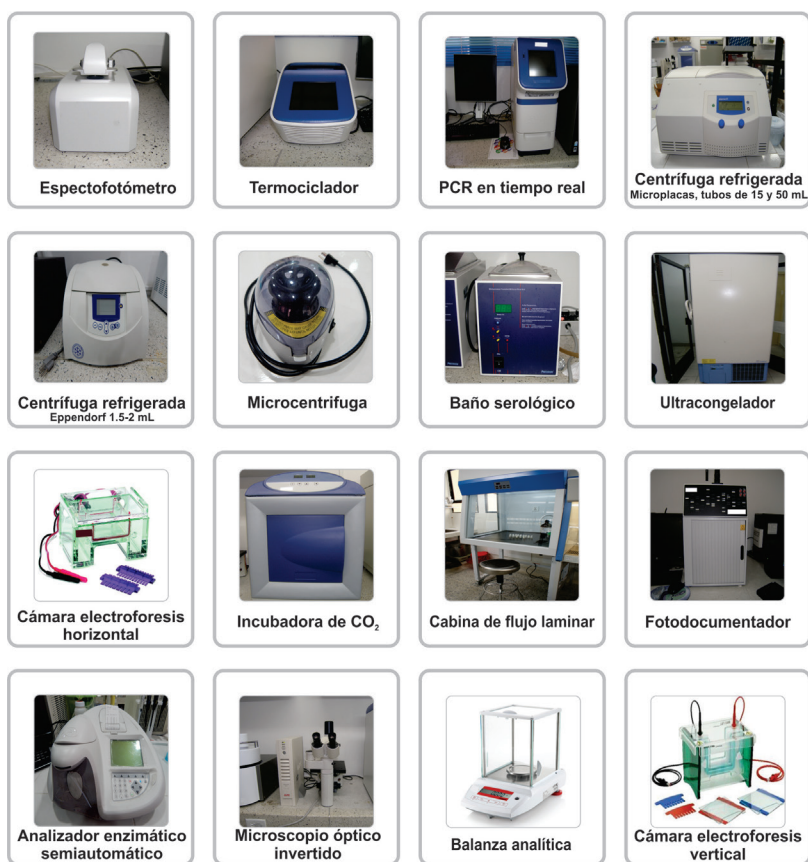 Espectofotómetro
Termociclador
PCR en tiempo real
Centrífuga refrigerada
Microplacas, tubos de 15 y 50 mL
Centrífuga refrigerada
Eppendorf 1.5-2 mL
Microcentrifuga
Baño serológico
Ultracongelador
Cámara electroforesis
horizontal
Incubadora de CO₂
Cabina de flujo laminar
Fotodocumentador
Analizador enzimático
semiautomático
Microscopio óptico
invertido
Balanza analítica
Cámara electroforesis
vertical